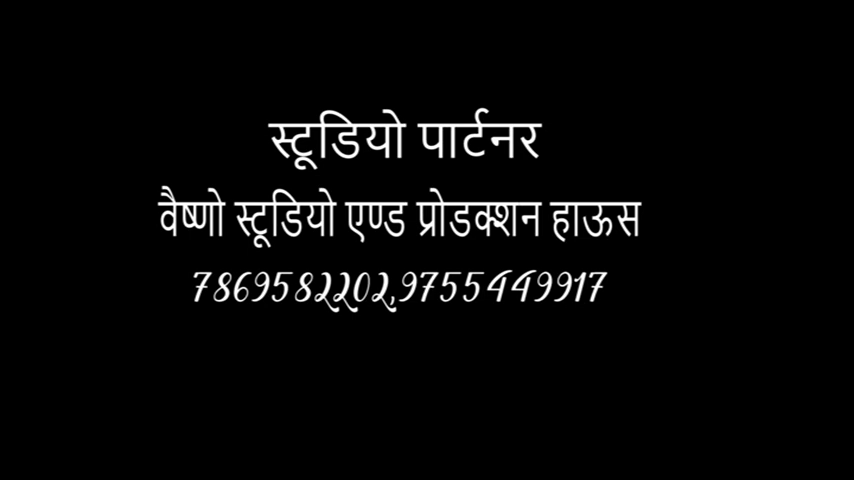 स्टूडियो पार्टनर
वैष्णो स्टूडियो एण्ड प्रोडक्शन हाऊस
7869582202,9755449917